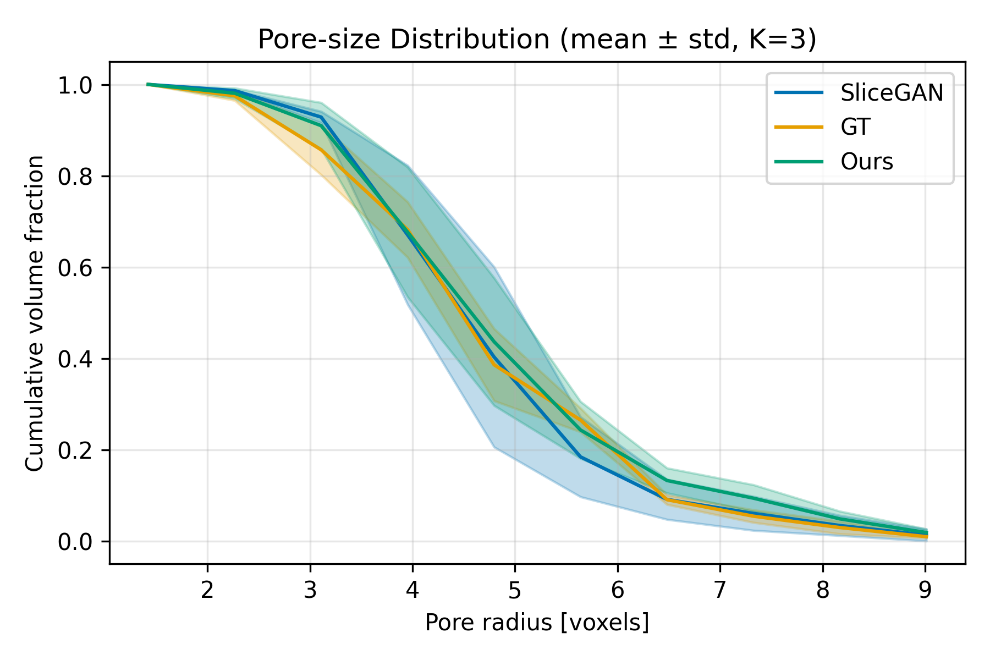 Pore-size Distribution (mean ± std, K=3)
SliceGAN
GT
Ours
Cumulative volume fraction
1.0
0.8
0.6
0.4
0.2
0.0
2 3 4 5 6 7 8 9
Pore radius [voxels]